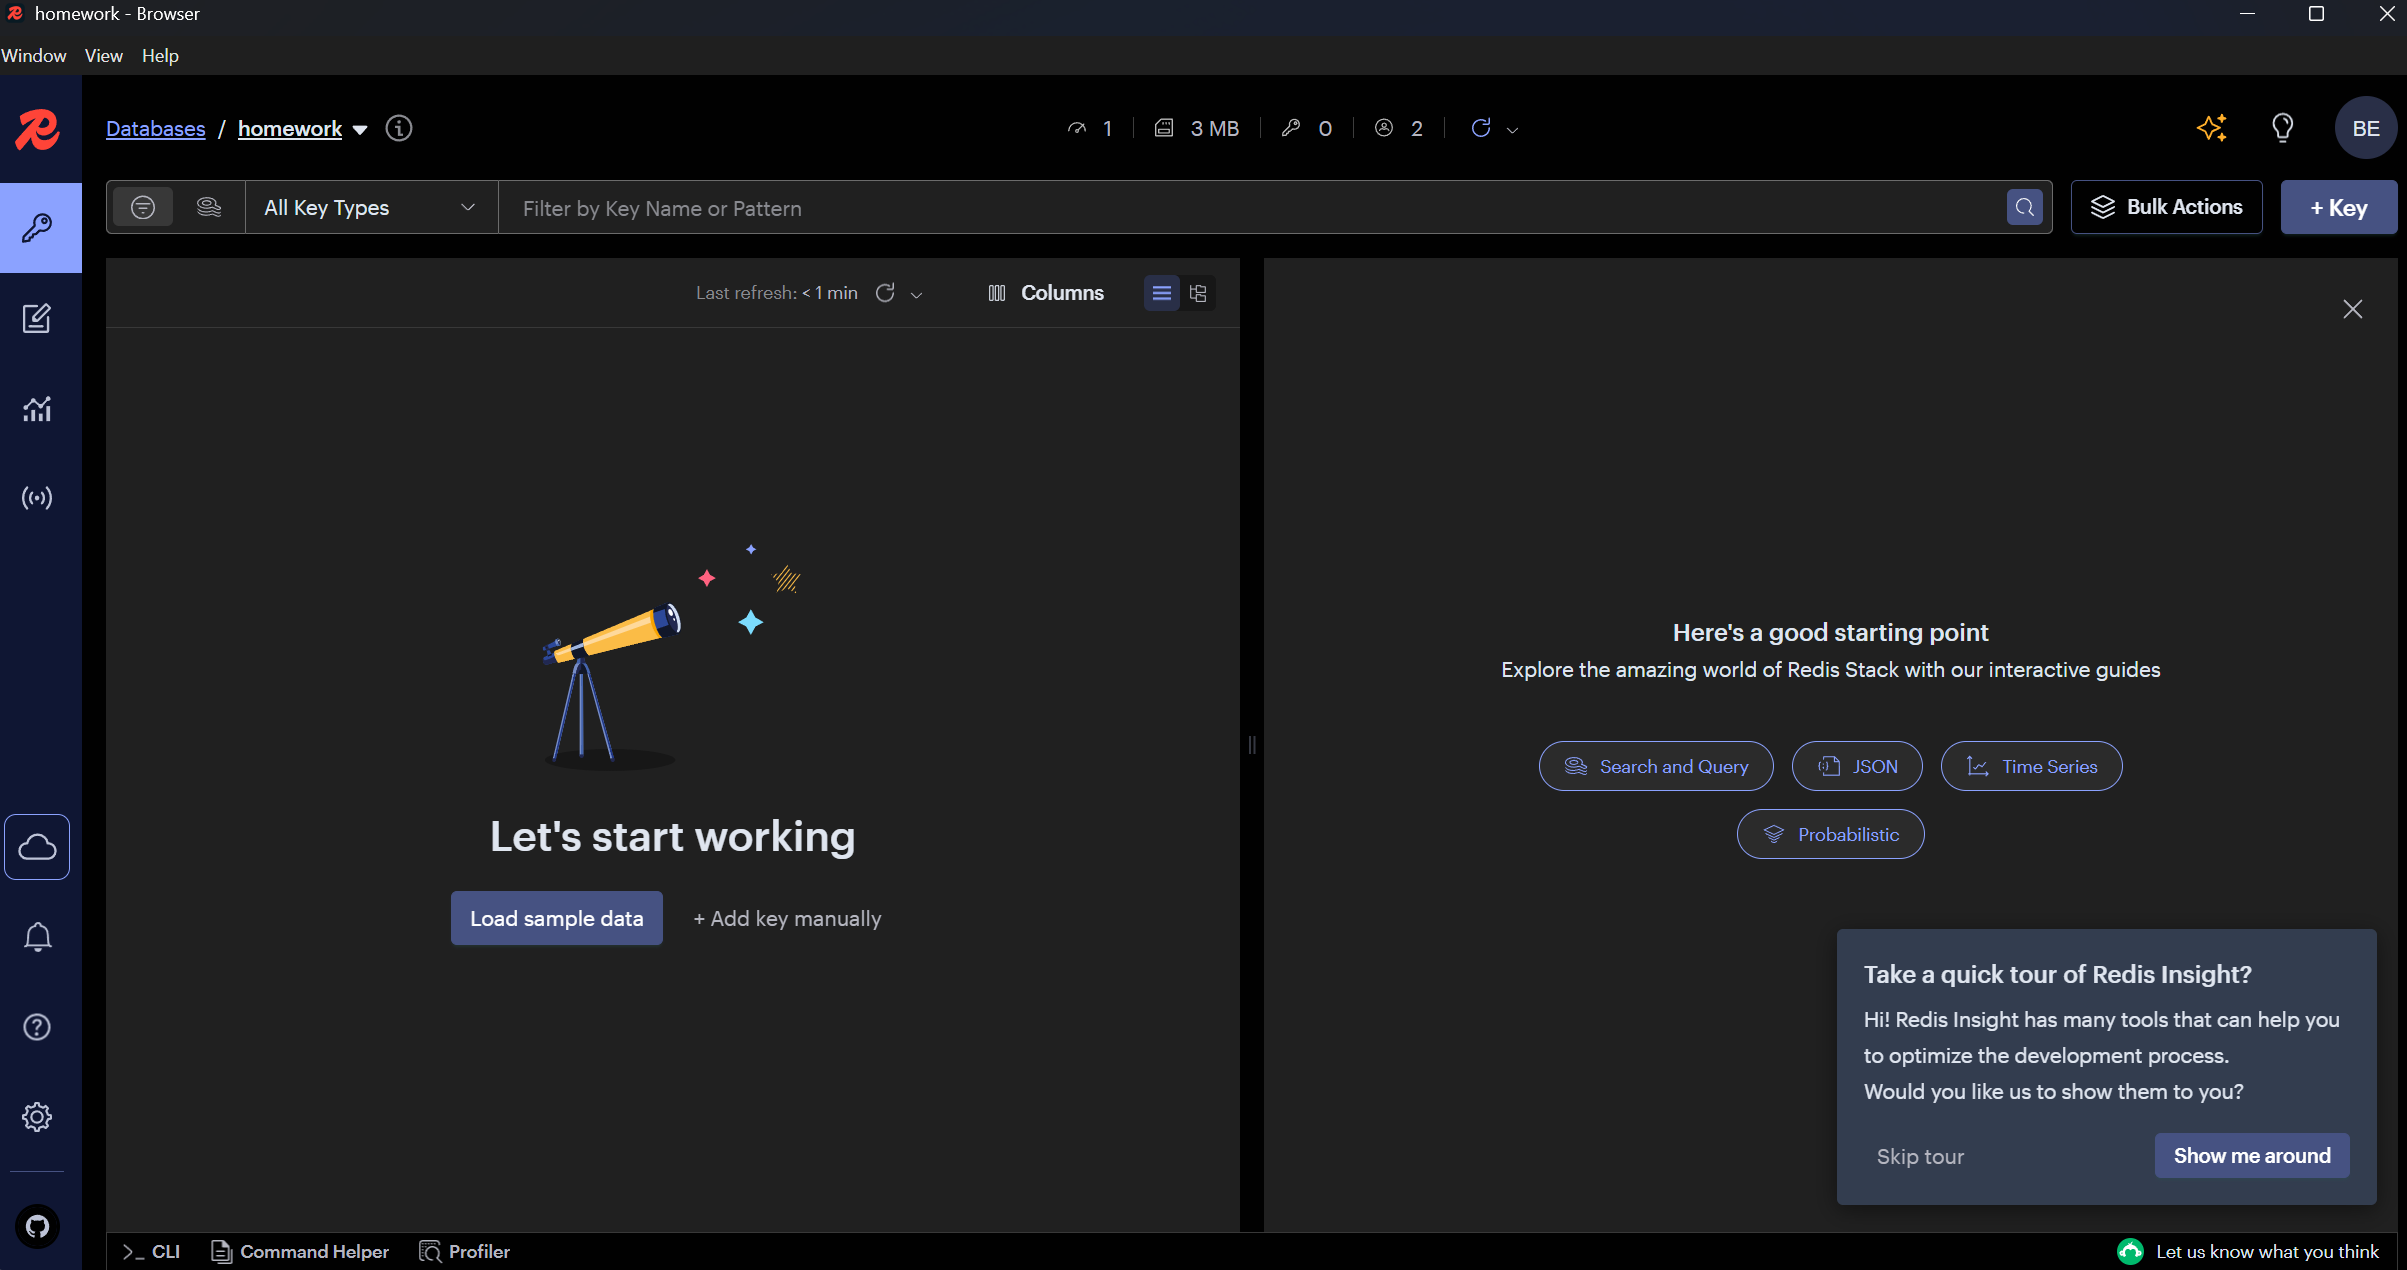 homework - Browser
Window View Help
Databases / homework
1
3 MB
0
2
BE
All Key Types
Filter by Key Name or Pattern
Bulk Actions
+ Key
Last refresh: < 1 min
Columns
Let's start working
Load sample data
+ Add key manually
Here's a good starting point
Explore the amazing world of Redis Stack with our interactive guides
Search and Query
JSON
Time Series
Probabilistic
Take a quick tour of Redis Insight?
Hi! Redis Insight has many tools that can help you
to optimize the development process.
Would you like us to show them to you?
Skip tour
Show me around
>_ CLI
Command Helper
Profiler
Let us know what you think